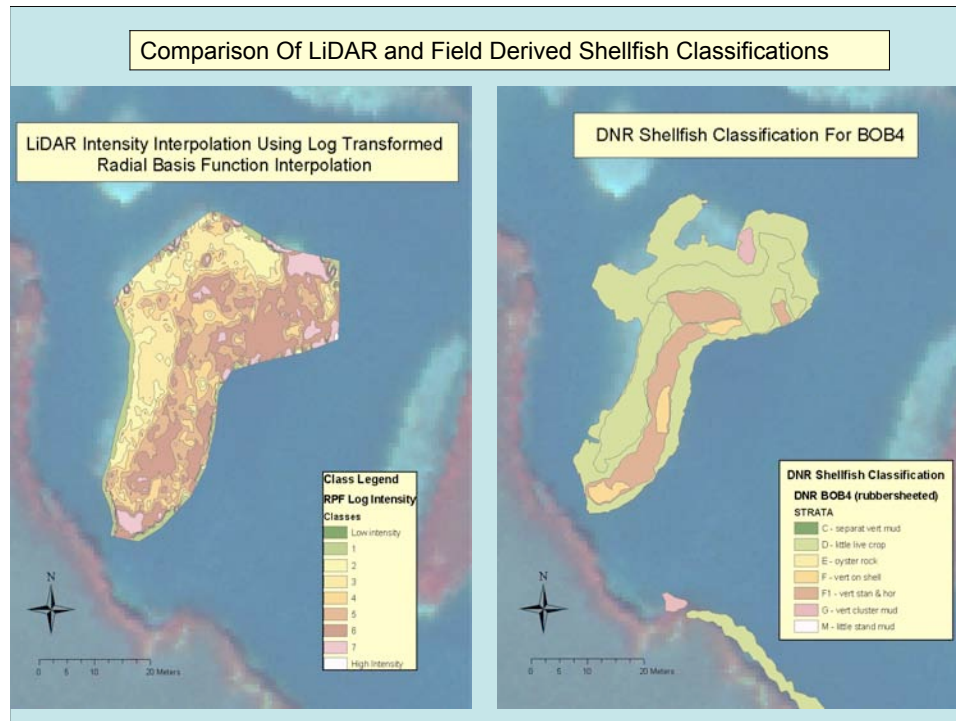 Comparison Of LiDAR and Field Derived Shellfish Classifications
LiDAR Intensity Interpolation Using Log Transformed
Radial Basis Function Interpolation
Class Legend
RPF Log Intensity
Classes
Low intensity
1
2
3
4
5
6
7
High Intensity
N
0 5 10 20 Meters
DNR Shellfish Classification For BOB4
DNR Shellfish Classification
DNR BOB4 (rubbersheeted)
STRATA
C - separat vert mud
D - little live crop
E - oyster rock
F - vert on shell
F1 - vert stan & hor
G - vert cluster mud
M - little stand mud
N
0 5 10 20 Meters